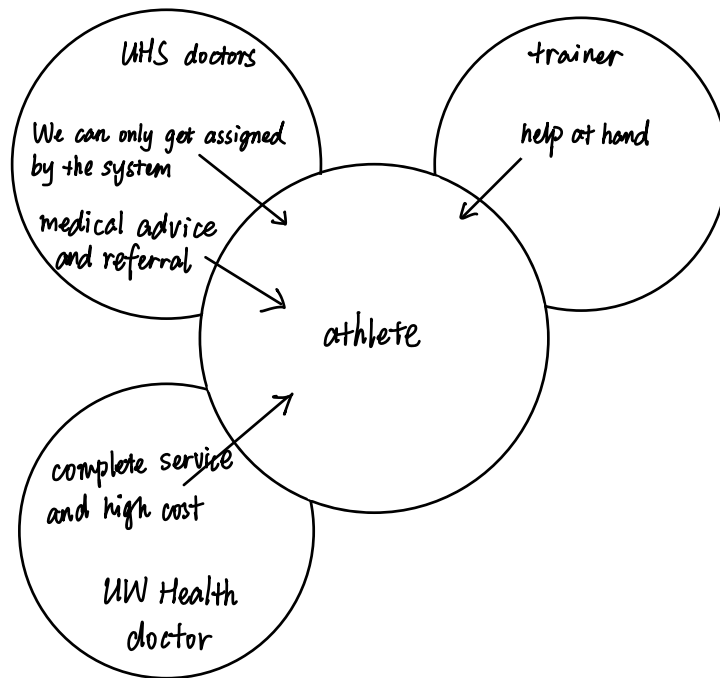 UHS doctors
We can only get assigned
by the system
medical advice
and referral
trainer
help at hand
athlete
complete service
and high cost
UW Health
doctor